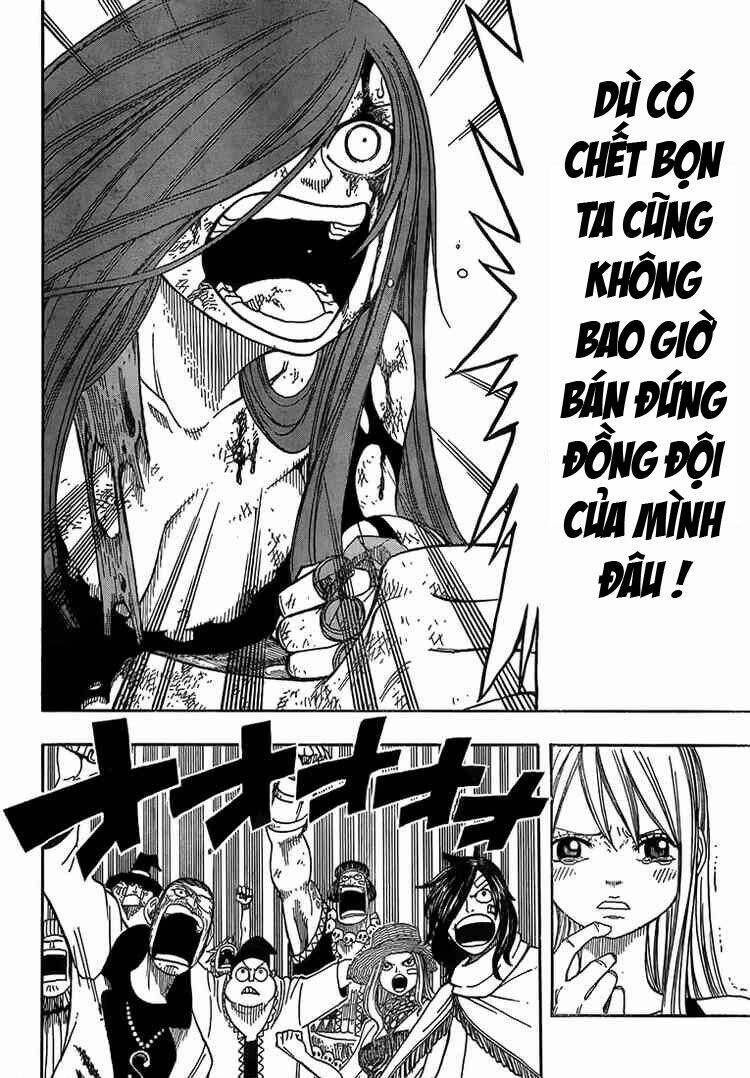 DÙ CÓ
CHẾT BỌN
TA CŨNG
KHÔNG
BAO GIỜ
BÁN ĐỨNG
ĐỒNG ĐỘI
CỦA MÌNH
ĐÂU !
オオオオオ